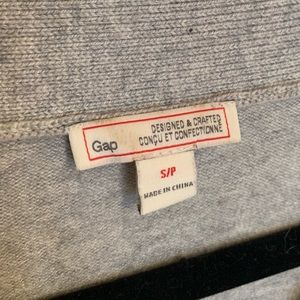 Gap
DESIGNED & CRAFTED
CONÇU ET CONFECTIONNÉ
S/P
MADE IN CHINA